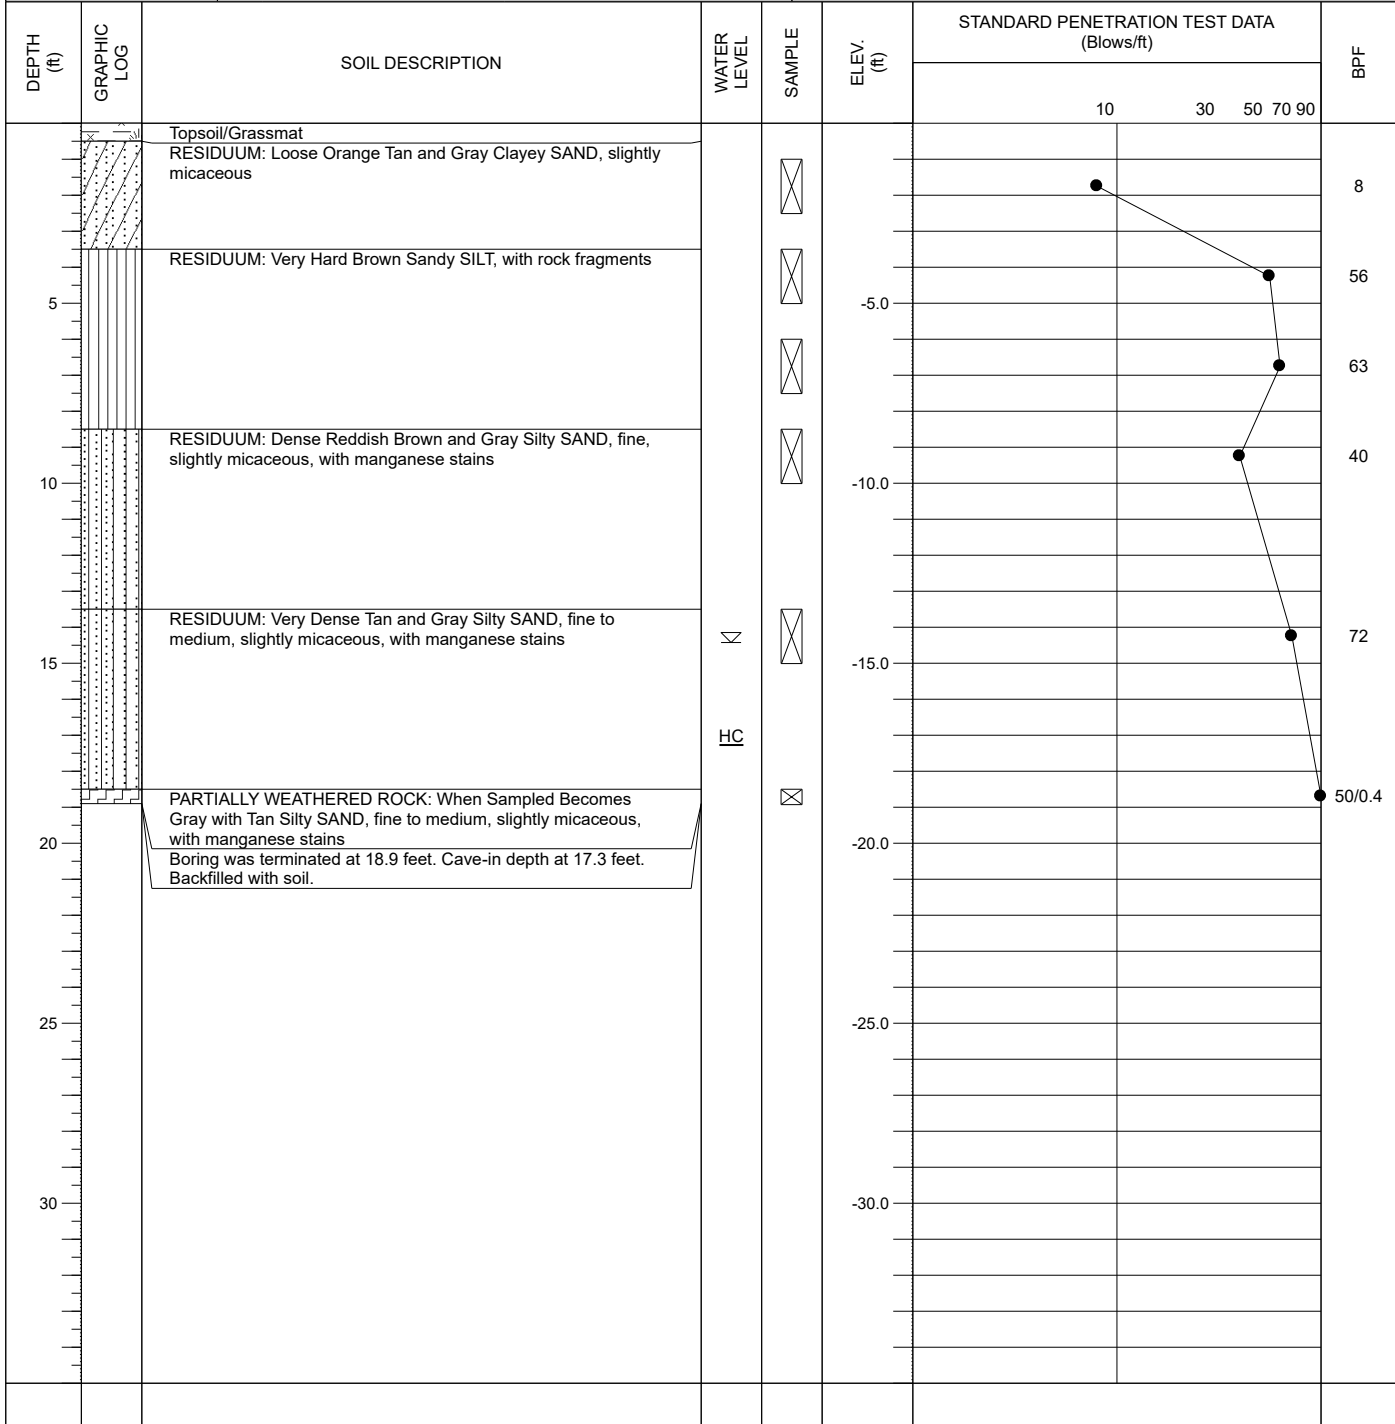 DEPTH
(ft)
GRAPHIC
LOG
SOIL DESCRIPTION
WATER
LEVEL
SAMPLE
ELEV.
(ft)
STANDARD PENETRATION TEST DATA
(Blows/ft)
BPF
10 30 50 70 90
Topsoil/Grassmat
RESIDUUM: Loose Orange Tan and Gray Clayey SAND, slightly
micaceous
8
RESIDUUM: Very Hard Brown Sandy SILT, with rock fragments
56
5
-5.0
63
RESIDUUM: Dense Reddish Brown and Gray Silty SAND, fine,
slightly micaceous, with manganese stains
40
10
-10.0
RESIDUUM: Very Dense Tan and Gray Silty SAND, fine to
medium, slightly micaceous, with manganese stains
72
15
-15.0
HC
PARTIALLY WEATHERED ROCK: When Sampled Becomes
Gray with Tan Silty SAND, fine to medium, slightly micaceous,
with manganese stains
50/0.4
20
-20.0
Boring was terminated at 18.9 feet. Cave-in depth at 17.3 feet.
Backfilled with soil.
25
-25.0
30
-30.0